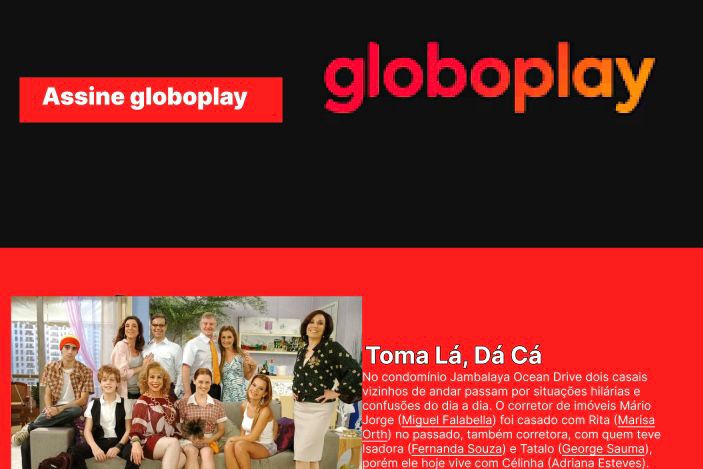 Assine globoplay
globoplay
Toma Lá, Dá Cá
No condomínio Jambalaya Ocean Drive dois casais
vizinhos de andar passam por situações hilárias e
confusões do dia a dia. O corretor de imóveis Mário
Jorge (Miguel Falabella) foi casado com Rita (Marisa
Orth) no passado, também corretora, com quem teve
Isadora (Fernanda Souza) e Tatalo (George Sauma),
porém ele hoje vive com Célinha (Adriana Esteves),